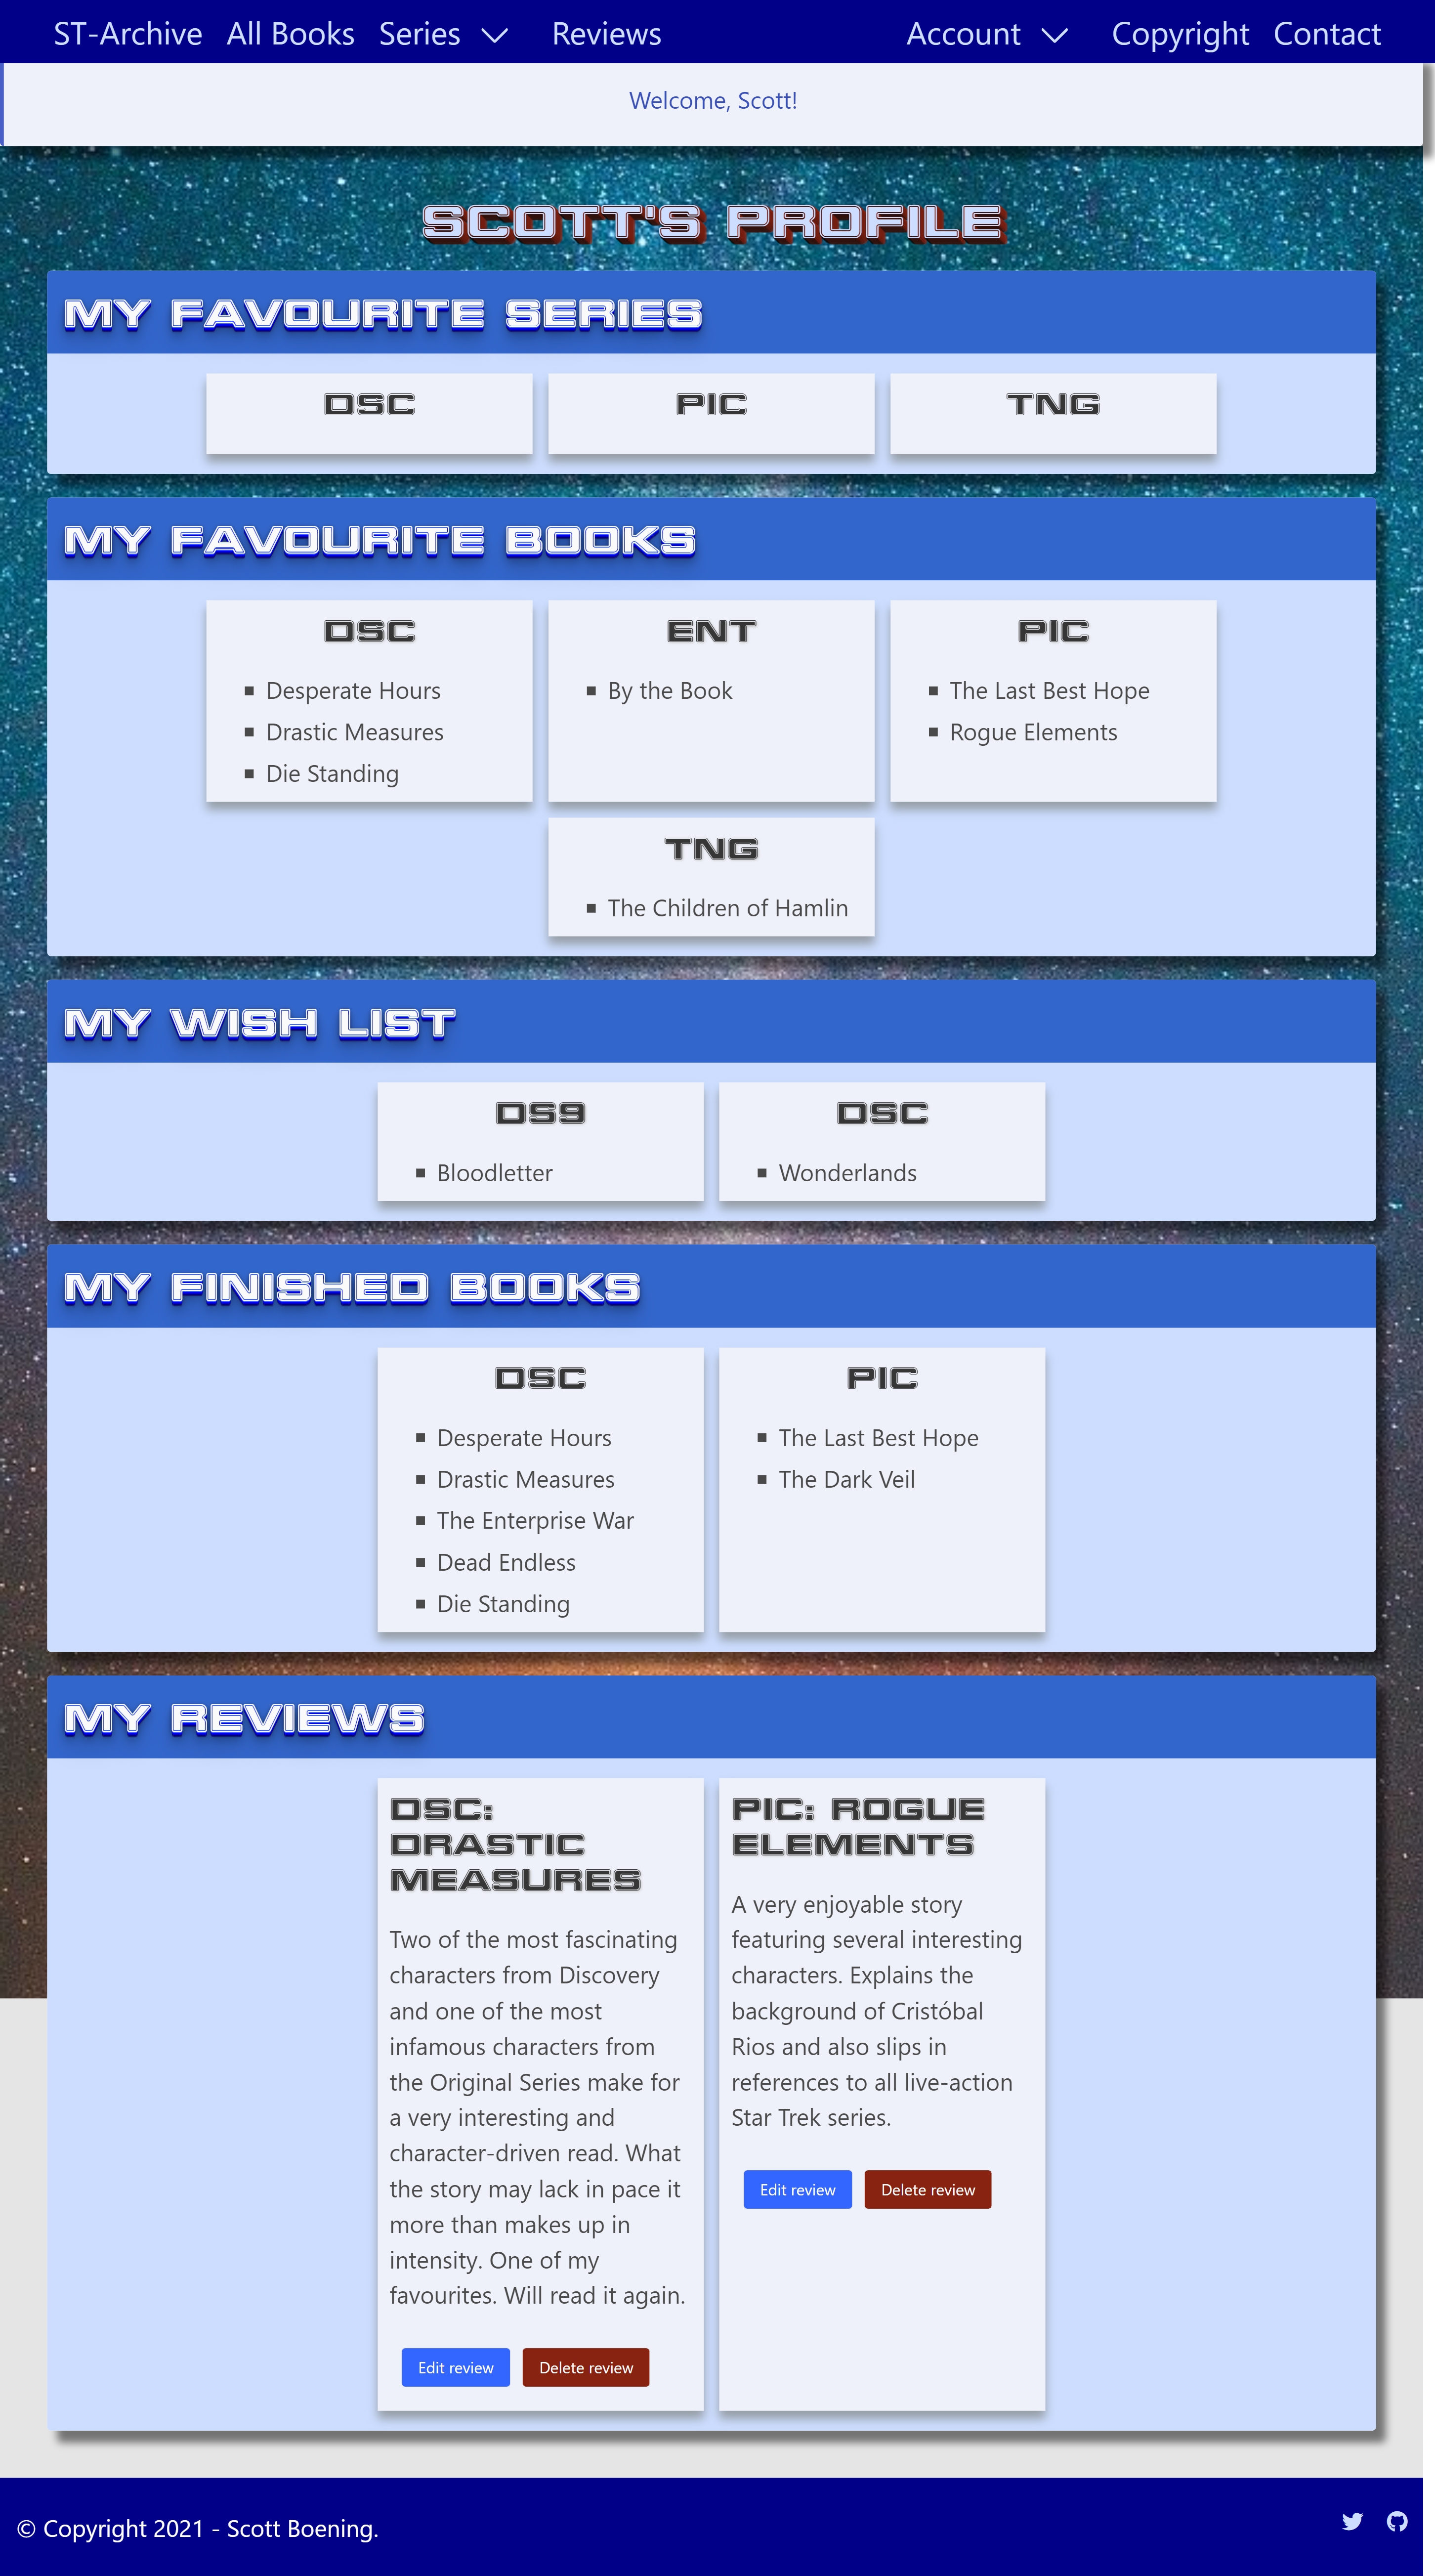 ST-Archive All Books Series Reviews Account Copyright Contact
Welcome, Scott!
SCOTT'S PROFILE
MY FAVOURITE SERIES
DSC PIC TNG
MY FAVOURITE BOOKS
DSC
Desperate Hours
Drastic Measures
Die Standing
ENT
By the Book
PIC
The Last Best Hope
Rogue Elements
TNG
The Children of Hamlin
MY WISH LIST
DS9
Bloodletter
DSC
Wonderlands
MY FINISHED BOOKS
DSC
Desperate Hours
Drastic Measures
The Enterprise War
Dead Endless
Die Standing
PIC
The Last Best Hope
The Dark Veil
MY REVIEWS
DSC:
DRASTIC
MEASURES
Two of the most fascinating
characters from Discovery
and one of the most
infamous characters from
the Original Series make for
a very interesting and
character-driven read. What
the story may lack in pace it
more than makes up in
intensity. One of my
favourites. Will read it again.
Edit review Delete review
PIC: ROGUE
ELEMENTS
A very enjoyable story
featuring several interesting
characters. Explains the
background of Cristóbal
Rios and also slips in
references to all live-action
Star Trek series.
Edit review Delete review
© Copyright 2021 - Scott Boening.